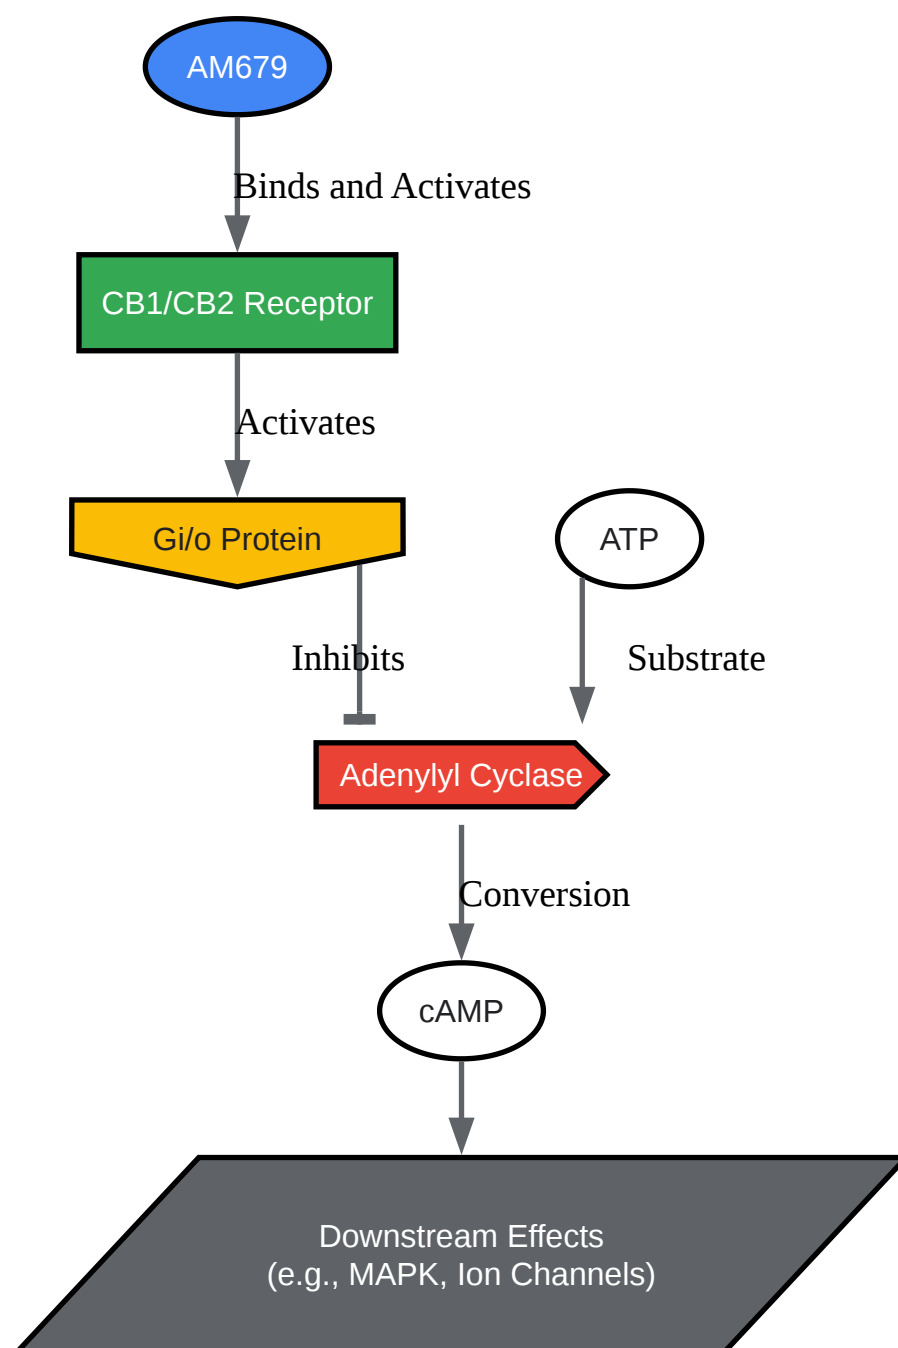 AM679
Binds and Activates
CB1/CB2 Receptor
Activates
Gi/o Protein
ATP
Inhibits
Substrate
Adenylyl Cyclase
Conversion
cAMP
Downstream Effects
(e.g., MAPK, Ion Channels)